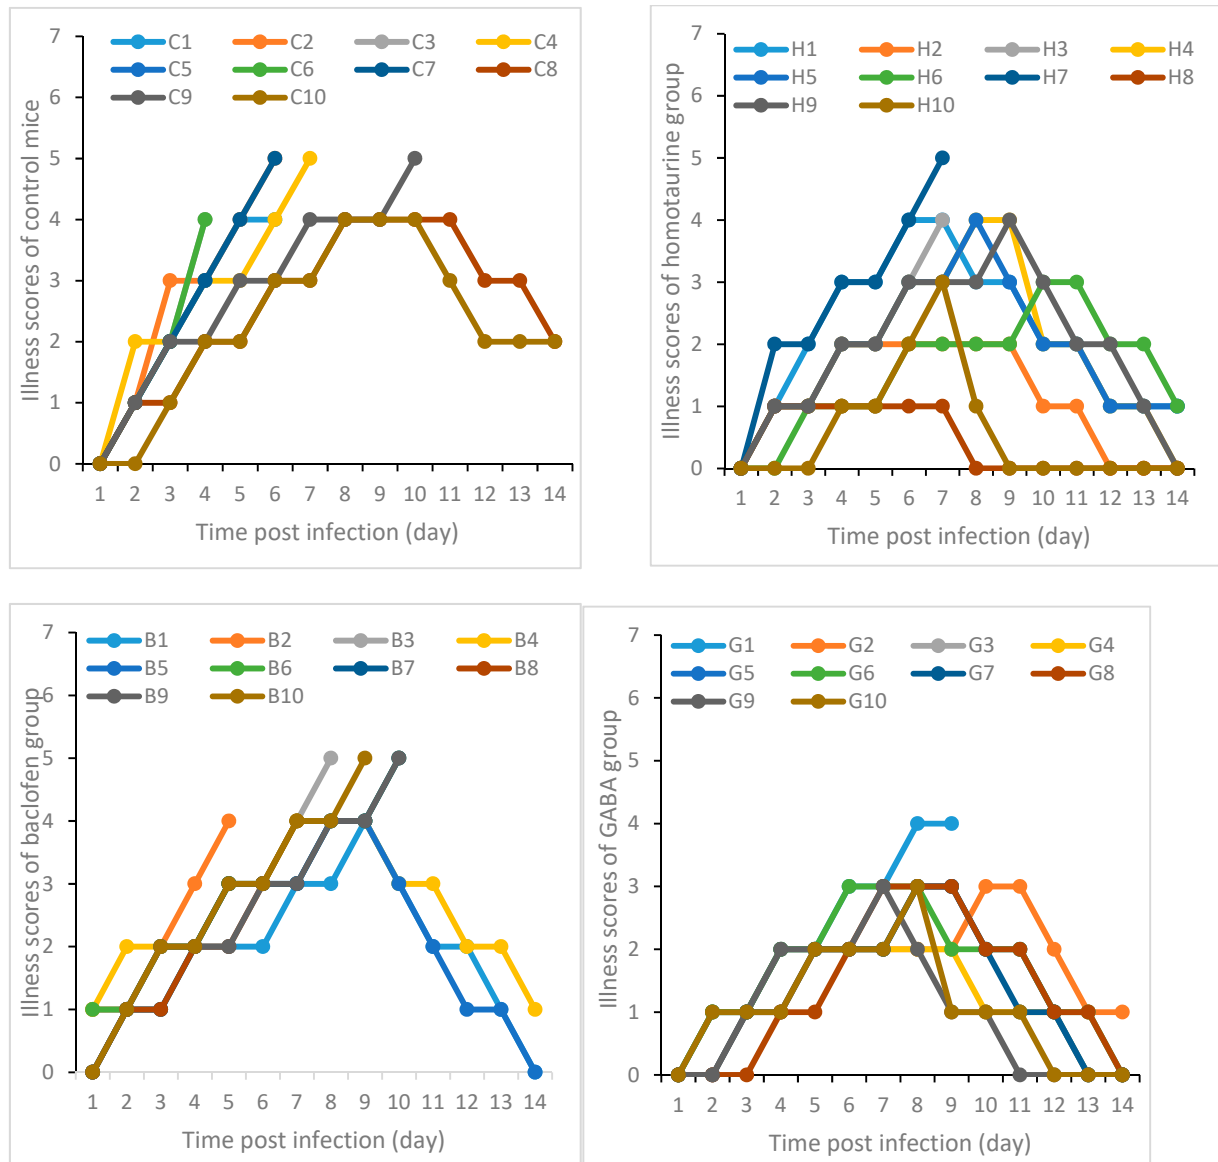 Illness scores of control mice
7
6
5
4
3
2
1
0
C1 C2 C3 C4
C5 C6 C7 C8
C9 C10
1 2 3 4 5 6 7 8 9 10 11 12 13 14
Time post infection (day)
Illness scores of homotaurine group
7
6
5
4
3
2
1
0
H1 H2 H3 H4
H5 H6 H7 H8
H9 H10
1 2 3 4 5 6 7 8 9 10 11 12 13 14
Time post infection (day)
Illness scores of baclofen group
7
6
5
4
3
2
1
0
B1 B2 B3 B4
B5 B6 B7 B8
B9 B10
1 2 3 4 5 6 7 8 9 10 11 12 13 14
Time post infection (day)
Illness scores of GABA group
7
6
5
4
3
2
1
0
G1 G2 G3 G4
G5 G6 G7 G8
G9 G10
1 2 3 4 5 6 7 8 9 10 11 12 13 14
Time post infection (day)